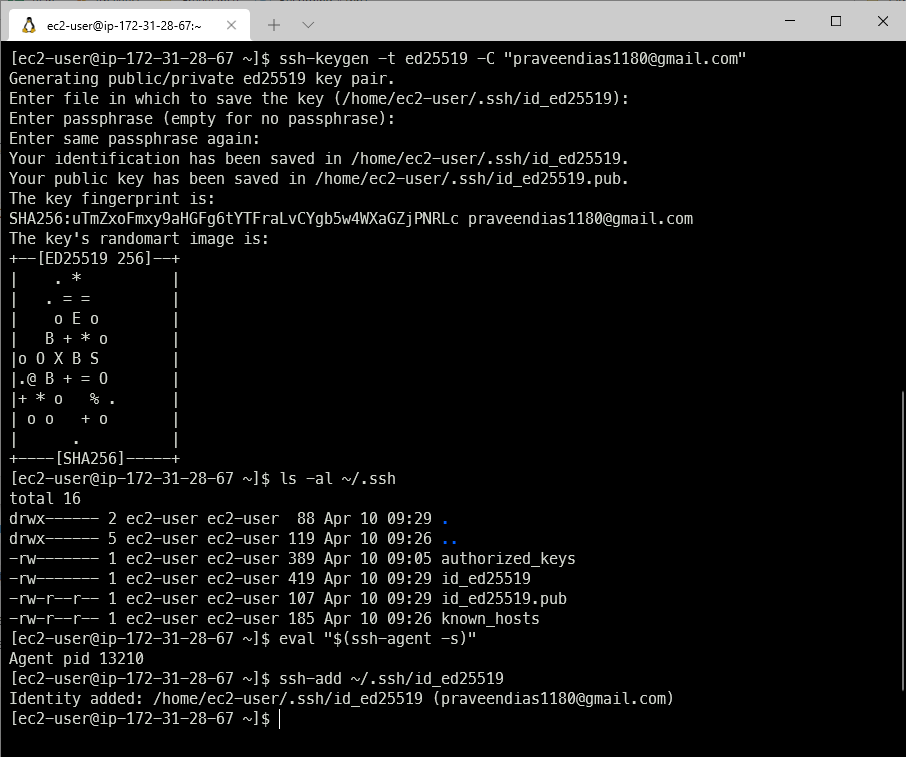 ec2-user@ip-172-31-28-67:~
[ec2-user@ip-172-31-28-67 ~]$ ssh-keygen -t ed25519 -C "praveendias1180@gmail.com"
Generating public/private ed25519 key pair.
Enter file in which to save the key (/home/ec2-user/.ssh/id_ed25519):
Enter passphrase (empty for no passphrase):
Enter same passphrase again:
Your identification has been saved in /home/ec2-user/.ssh/id_ed25519.
Your public key has been saved in /home/ec2-user/.ssh/id_ed25519.pub.
The key fingerprint is:
SHA256:uTmZxoFmxy9aHGFg6tYTFraLvCYgb5w4WXaGZjPNRLc praveendias1180@gmail.com
The key's randomart image is:
+--[ED25519 256]--+
|    . *          |
|   . = =         |
|    o E o        |
|   B + * o       |
|o O X B S        |
|.@ B + = O       |
|+ * o   % .      |
| o o   + o       |
|      .          |
+----[SHA256]-----+
[ec2-user@ip-172-31-28-67 ~]$ ls -al ~/.ssh
total 16
drwx------ 2 ec2-user ec2-user  88 Apr 10 09:29 .
drwx------ 5 ec2-user ec2-user 119 Apr 10 09:26 ..
-rw------- 1 ec2-user ec2-user 389 Apr 10 09:05 authorized_keys
-rw------- 1 ec2-user ec2-user 419 Apr 10 09:29 id_ed25519
-rw-r--r-- 1 ec2-user ec2-user 107 Apr 10 09:29 id_ed25519.pub
-rw-r--r-- 1 ec2-user ec2-user 185 Apr 10 09:26 known_hosts
[ec2-user@ip-172-31-28-67 ~]$ eval "$(ssh-agent -s)"
Agent pid 13210
[ec2-user@ip-172-31-28-67 ~]$ ssh-add ~/.ssh/id_ed25519
Identity added: /home/ec2-user/.ssh/id_ed25519 (praveendias1180@gmail.com)
[ec2-user@ip-172-31-28-67 ~]$